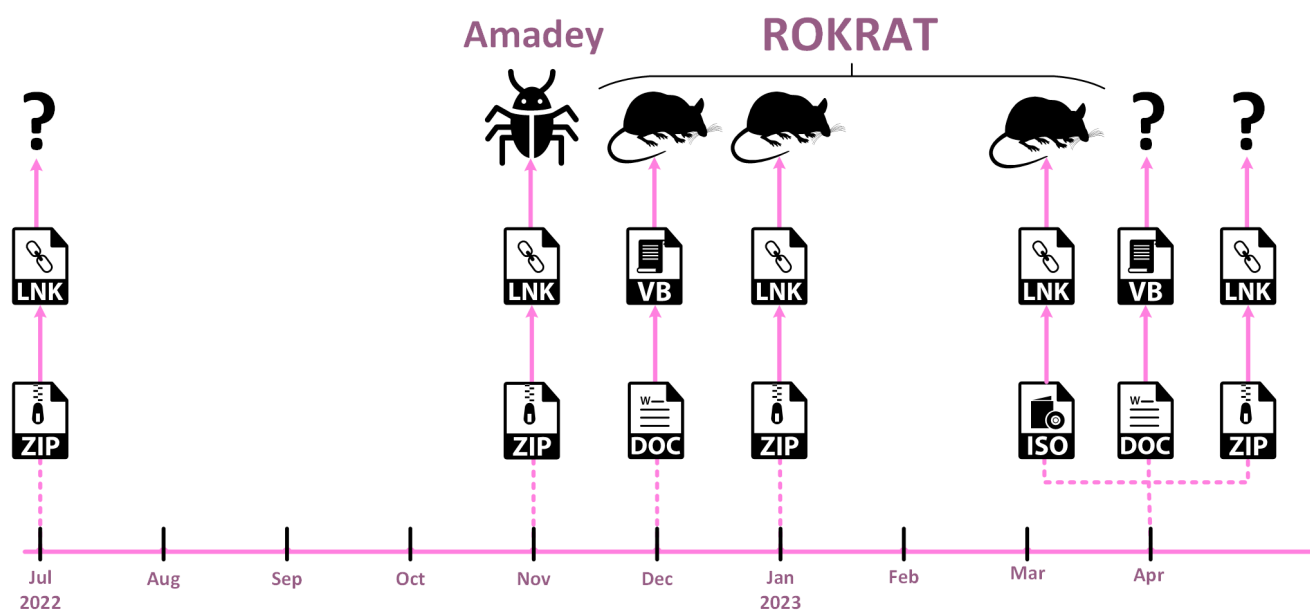 Amadey
ROKRAT
? ? ?
LNK LNK VB LNK LNK VB LNK
W W
ZIP ZIP DOC ZIP ISO DOC ZIP
Jul Aug Sep Oct Nov Dec Jan Feb Mar Apr
2022 2023